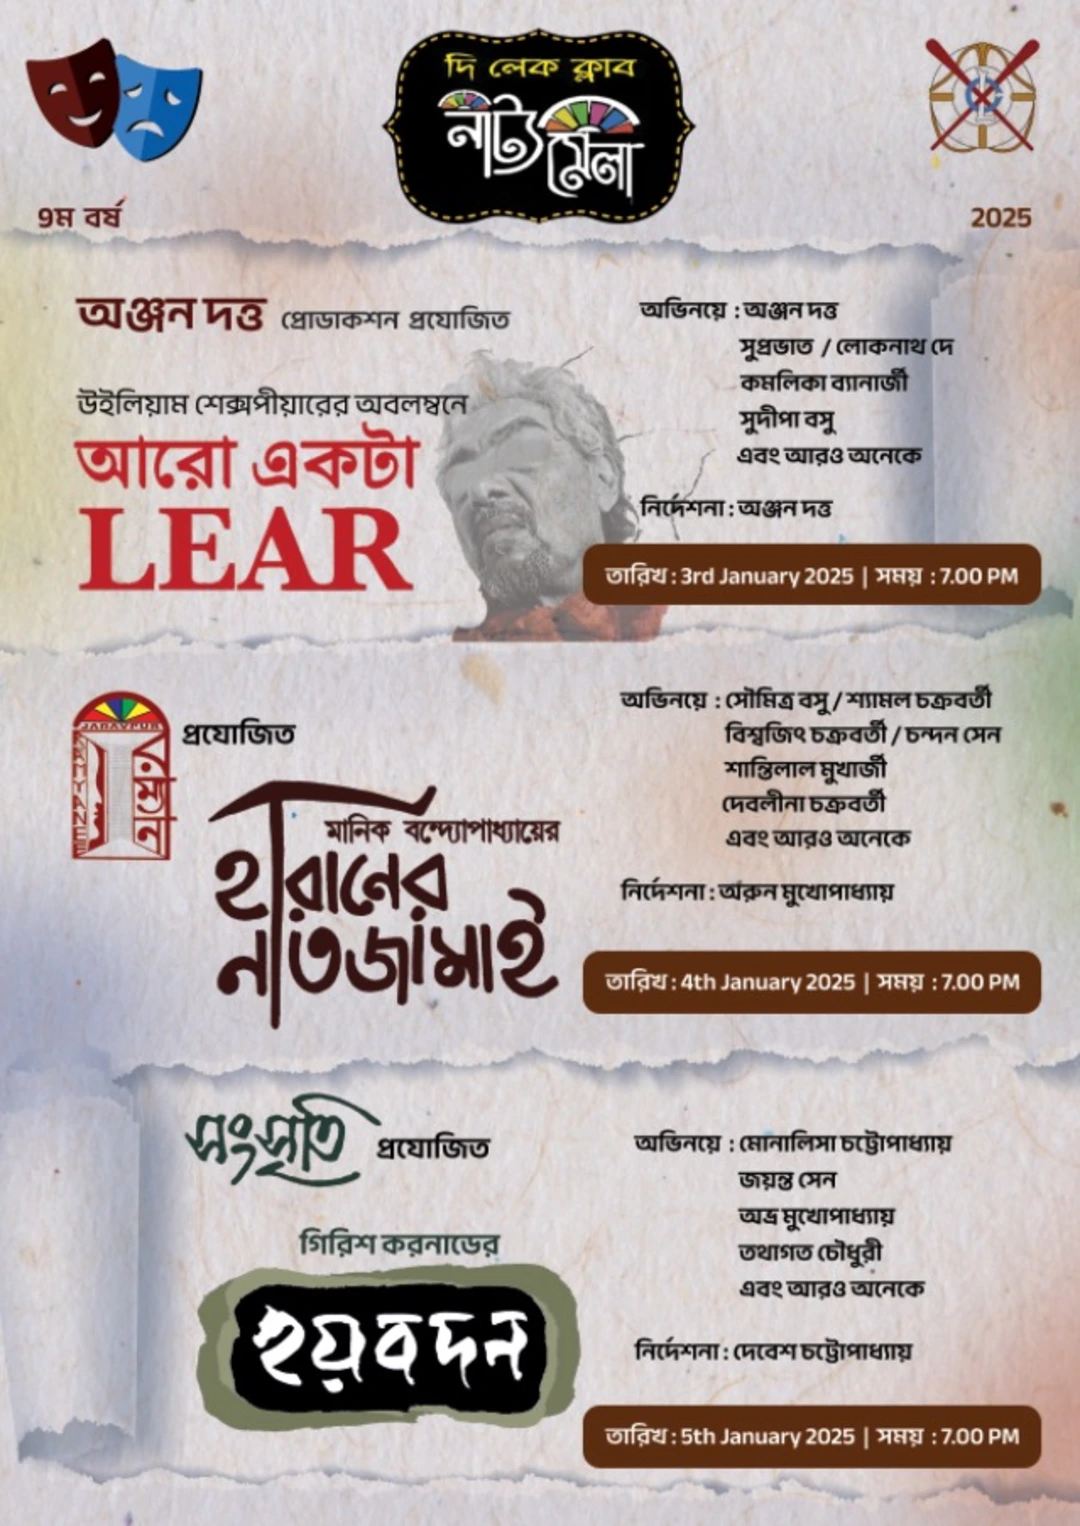 দি লেক ক্লাব
নাট্যমেলা
9ম বর্ষ
2025
অঞ্জন দত্ত প্রোডাকশন প্রযোজিত
উইলিয়াম শেক্সপীয়ারের অবলম্বনে
আরো একটা
LEAR
অভিনয়ে : অঞ্জন দত্ত
সুপ্রভাত / লোকনাথ দে
কমলিকা ব্যানার্জী
সুদীপা বসু
এবং আরও অনেকে
নির্দেশনা : অঞ্জন দত্ত
তারিখ : 3rd January 2025 | সময় : 7.00 PM
JADAVPUR
RAMYANEE
রম্যানী
প্রযোজিত
মানিক বন্দ্যোপাধ্যায়ের
হারানের
নাতজামাই
অভিনয়ে : সৌমিত্র বসু / শ্যামল চক্রবর্তী
বিশ্বজিৎ চক্রবর্তী / চন্দন সেন
শান্তিলাল মুখার্জী
দেবলীনা চক্রবর্তী
এবং আরও অনেকে
নির্দেশনা : অরুন মুখোপাধ্যায়
তারিখ : 4th January 2025 | সময় : 7.00 PM
সংসৃতি প্রযোজিত
গিরিশ করনাডের
হয়বদন
অভিনয়ে : মোনালিসা চট্টোপাধ্যায়
জয়ন্ত সেন
অভ্র মুখোপাধ্যায়
তথাগত চৌধুরী
এবং আরও অনেকে
নির্দেশনা : দেবেশ চট্টোপাধ্যায়
তারিখ : 5th January 2025 | সময় : 7.00 PM